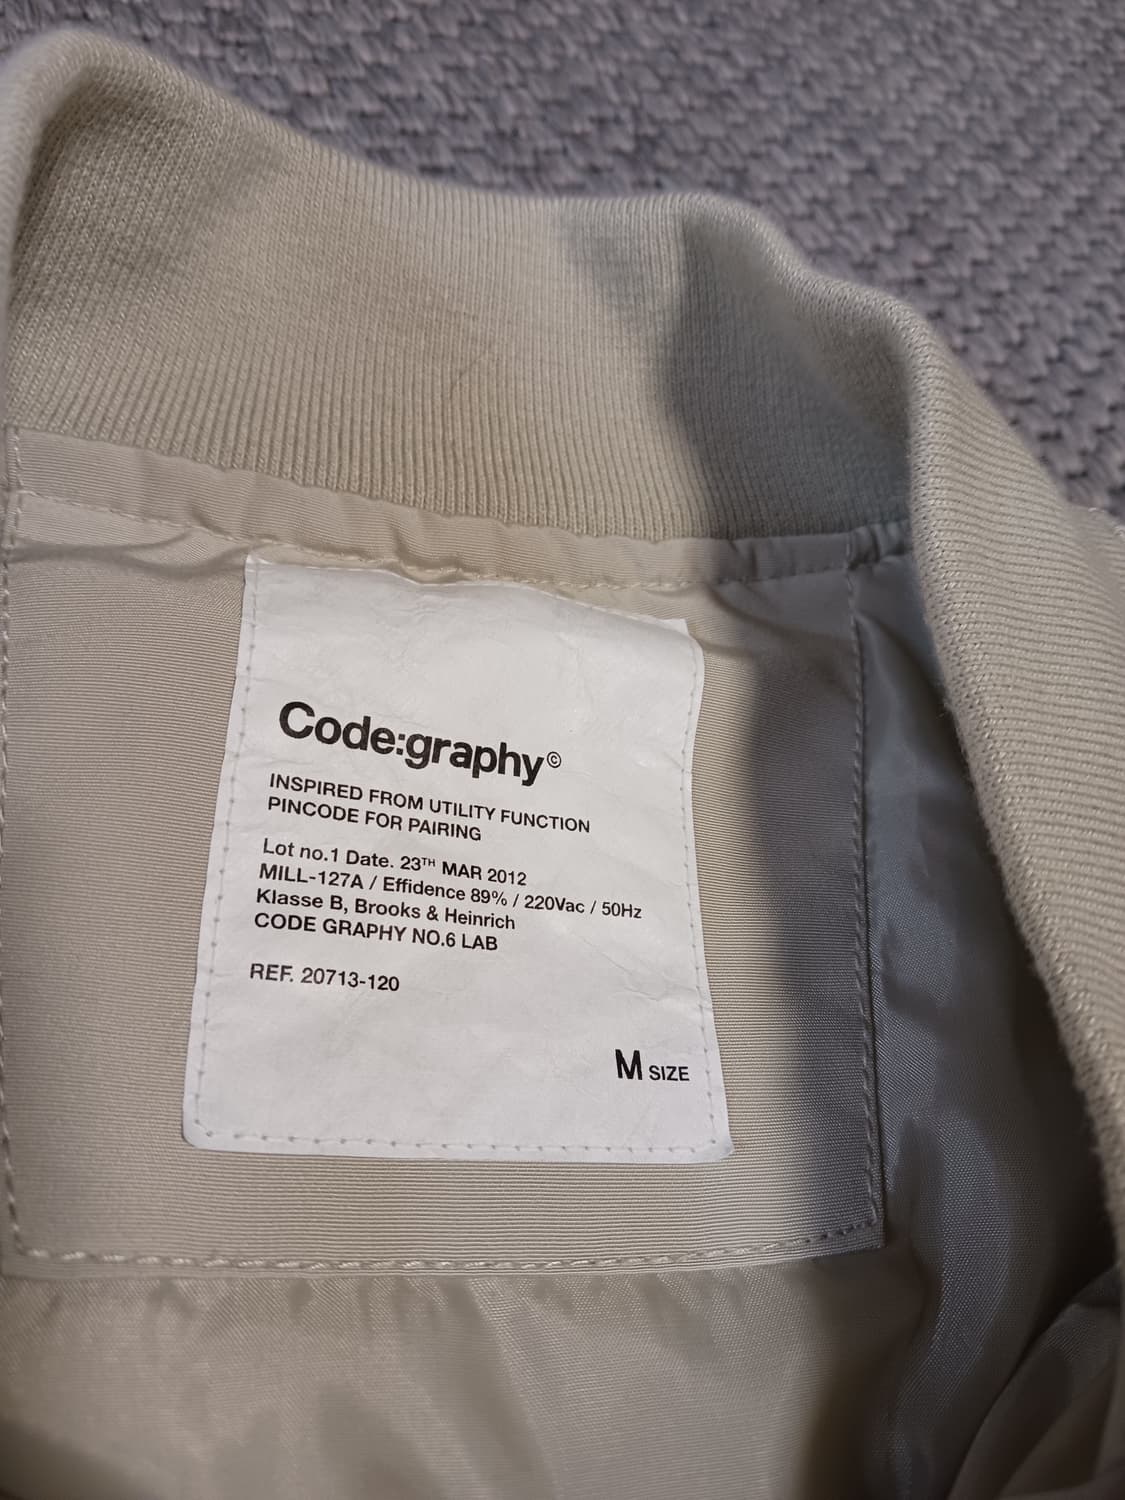 Code:graphy©
INSPIRED FROM UTILITY FUNCTION
PINCODE FOR PAIRING
Lot no.1 Date. 23TH MAR 2012
MILL-127A / Effidence 89% / 220Vac / 50Hz
Klasse B, Brooks & Heinrich
CODE GRAPHY NO.6 LAB
REF. 20713-120
M SIZE